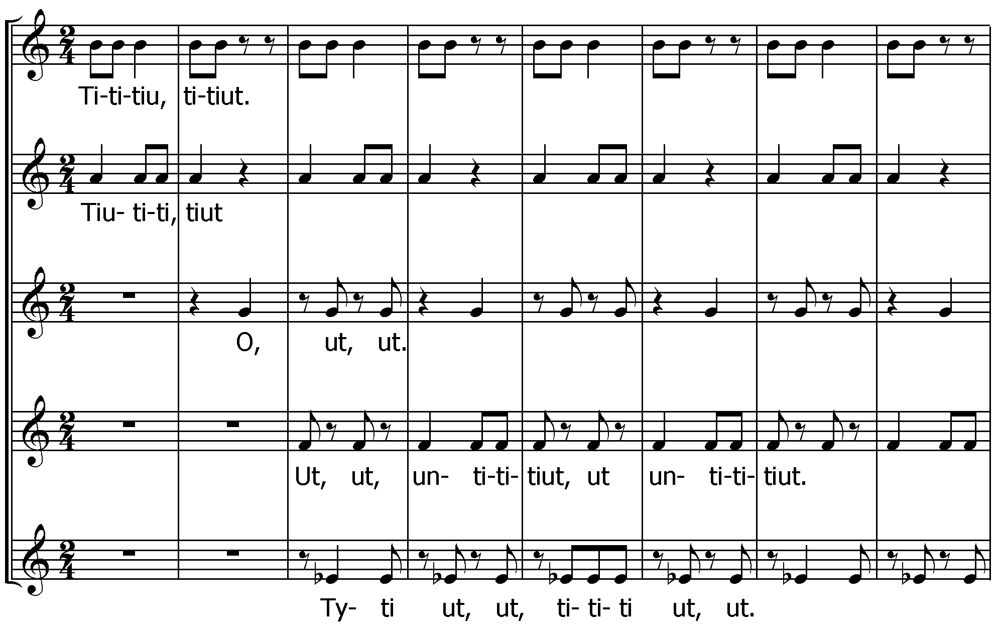 Ti-ti-tiu, ti-tiut.
Tiu- ti-ti, tiut
O, ut, ut.
Ut, ut, un- ti-ti- tiut, ut un- ti-ti- tiut.
Ty- ti ut, ut, ti- ti- ti ut, ut.